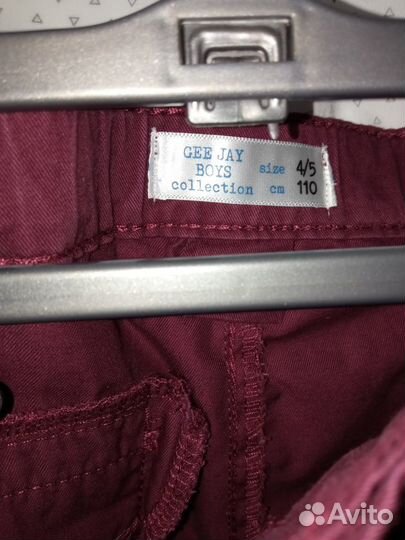 GEE JAY
BOYS
collection
size 4/5
cm 110
Avito